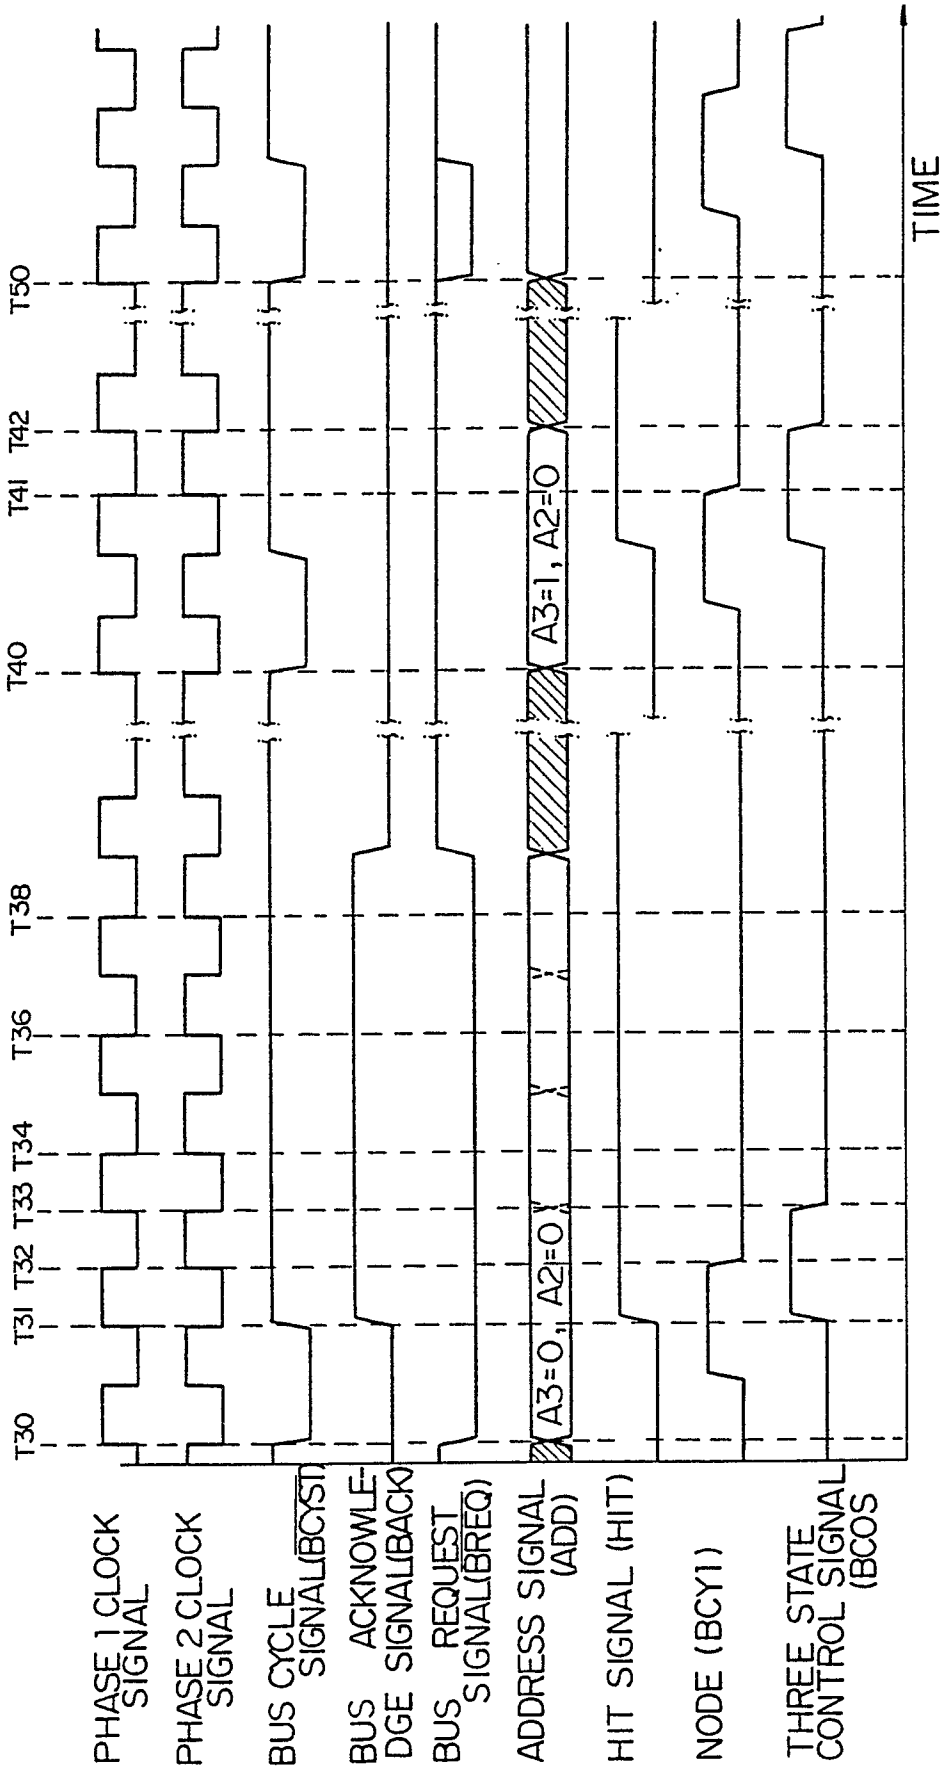 T30 T31 T32 T33 T34 T36 T38 T40 T41 T42 T50
PHASE 1 CLOCK
SIGNAL
PHASE 2 CLOCK
SIGNAL
BUS CYCLE
SIGNAL(BCYST)
BUS ACKNOWLE-
DGE SIGNAL(BACK)
BUS REQUEST
SIGNAL(BREQ)
ADDRESS SIGNAL
(ADD)
A3=0, A2=0
A3=1, A2=0
HIT SIGNAL (HIT)
NODE (BCY1)
THREE STATE
CONTROL SIGNAL
(BCOS
TIME